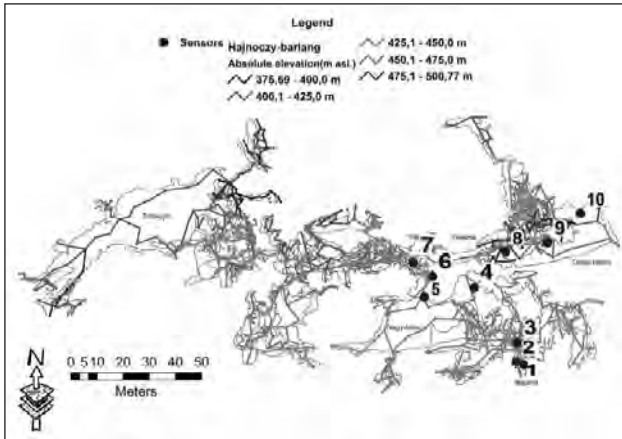 Legend
Sensors
Hajnoczy-barlang
Absolute elevation(m asl.)
375,69 - 400,0 m
400,1 - 425,0 m
425,1 - 450,0 m
450,1 - 475,0 m
475,1 - 500,77 m
10
9
8
7
6
4
5
3
2
1
N
0 5 10 20 30 40 50
Meters